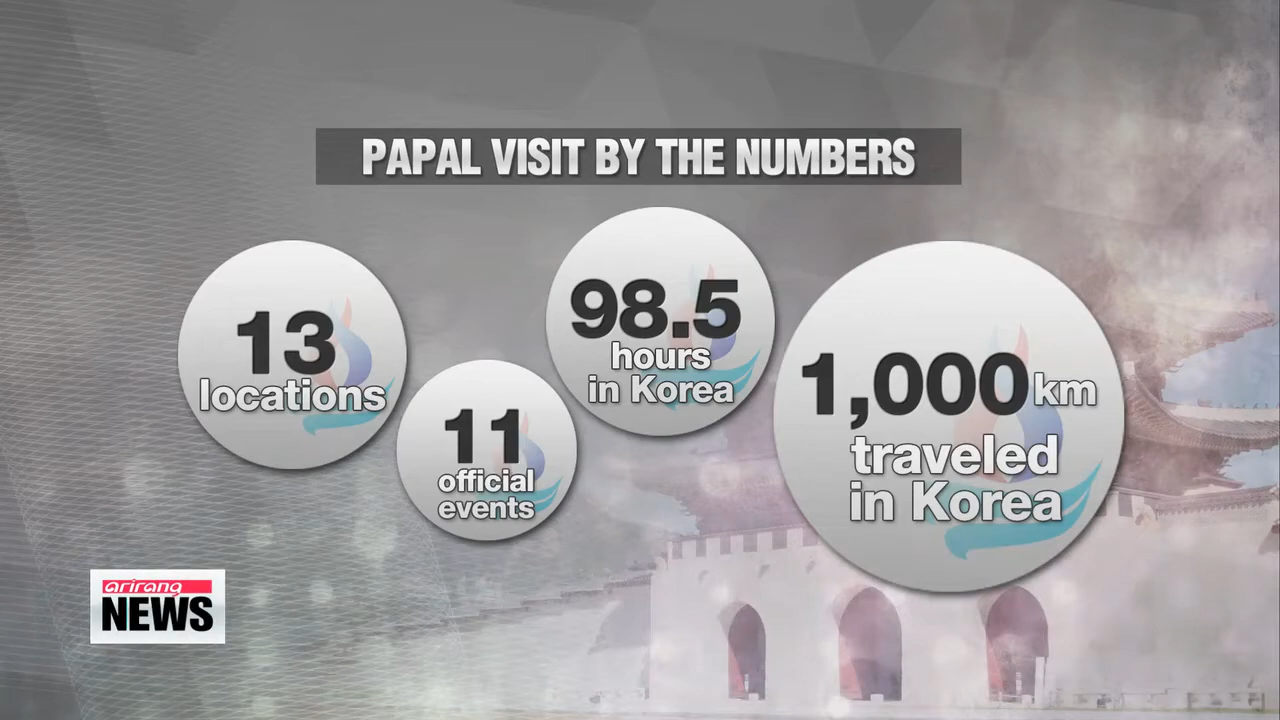 PAPAL VISIT BY THE NUMBERS
13
locations
11
official
events
98.5
hours
in Korea
1,000 km
traveled
in Korea
arirang
NEWS